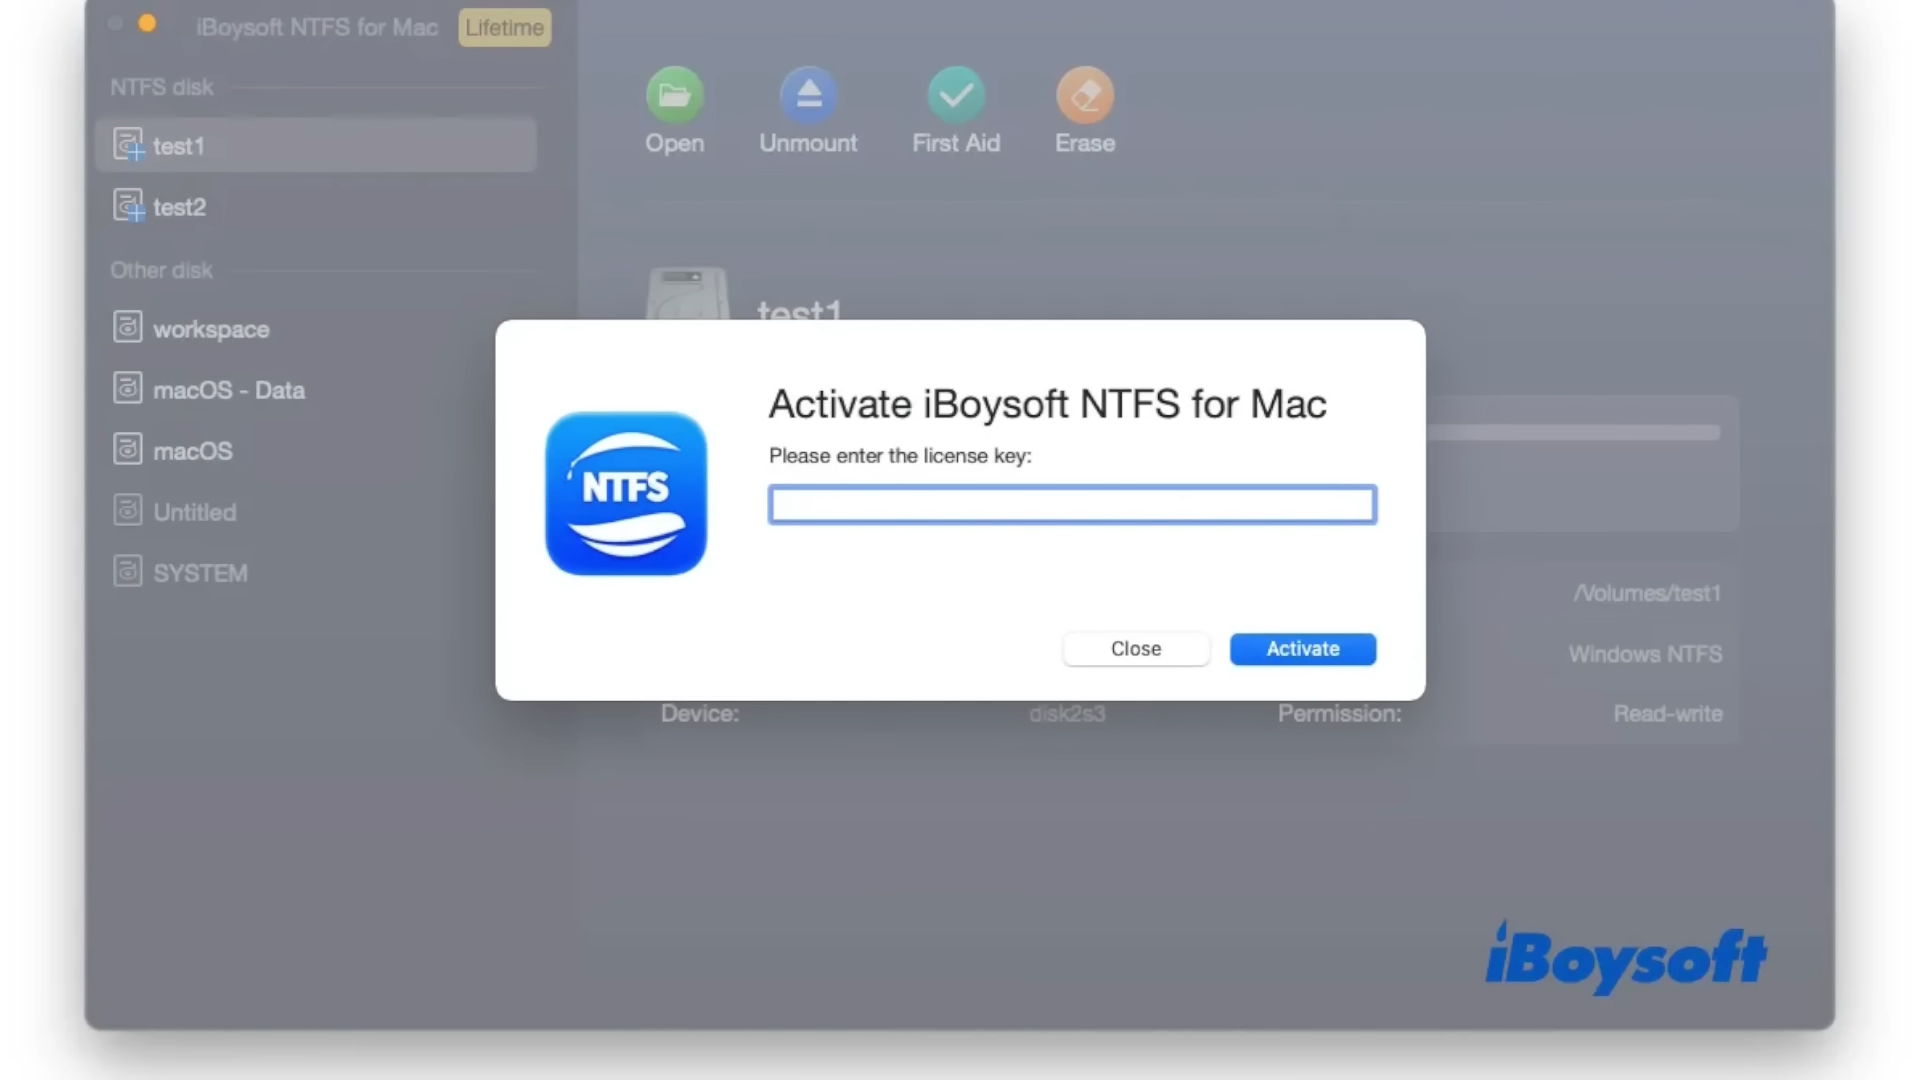 iBoysoft NTFS for Mac Lifetime
NTFS disk
test1
test2
Other disk
workspace
macOS - Data
macOS
Untitled
SYSTEM
Open Unmount First Aid Erase
test1
Activate iBoysoft NTFS for Mac
Please enter the license key:
NTFS
Close Activate
/Volumes/test1
Windows NTFS
Device: disk2s3 Permission: Read-write
iBoysoft